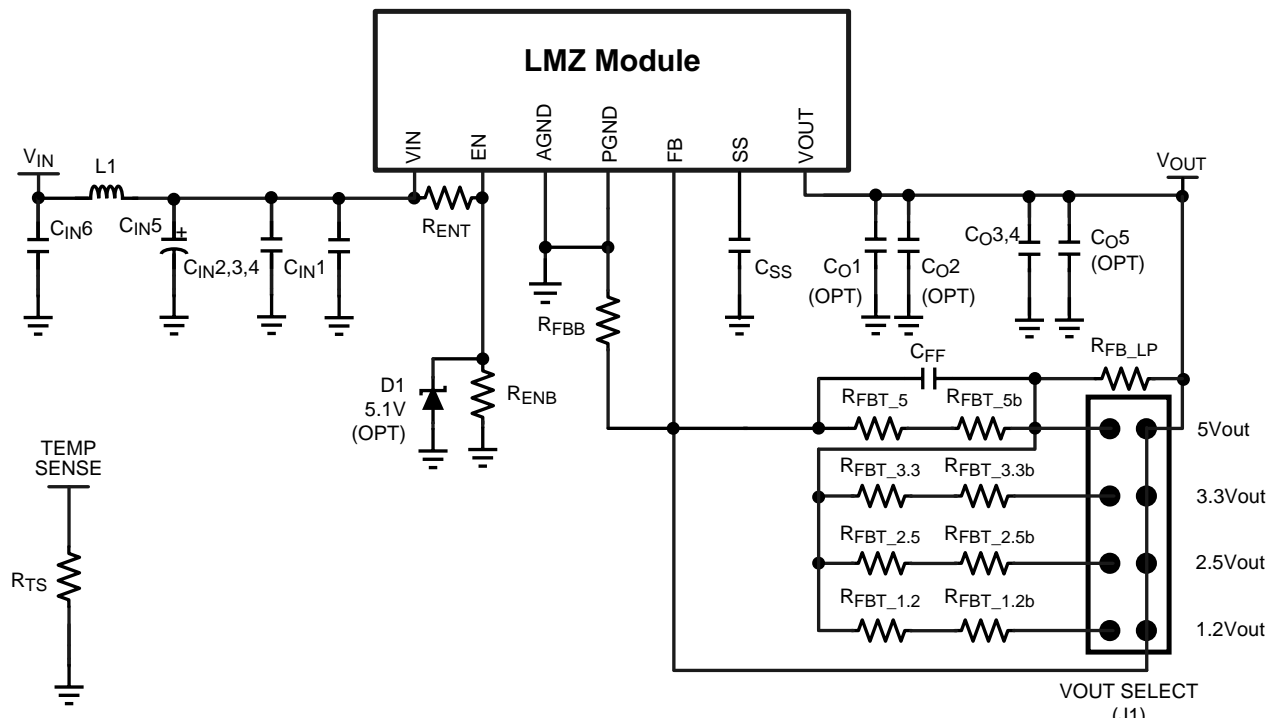 LMZ Module
VIN
EN
AGND
PGND
FB
SS
VOUT
VIN
L1
CIN6
CIN5
+
CIN2,3,4
CIN1
RENT
RFBB
CSS
CO1
(OPT)
CO2
(OPT)
CO3,4
CO5
(OPT)
VOUT
D1
5.1V
(OPT)
RENB
CFF
RFB_LP
RFBT_5
RFBT_5b
5Vout
RFBT_3.3
RFBT_3.3b
3.3Vout
RFBT_2.5
RFBT_2.5b
2.5Vout
RFBT_1.2
RFBT_1.2b
1.2Vout
TEMP
SENSE
RTS
VOUT SELECT
(J1)